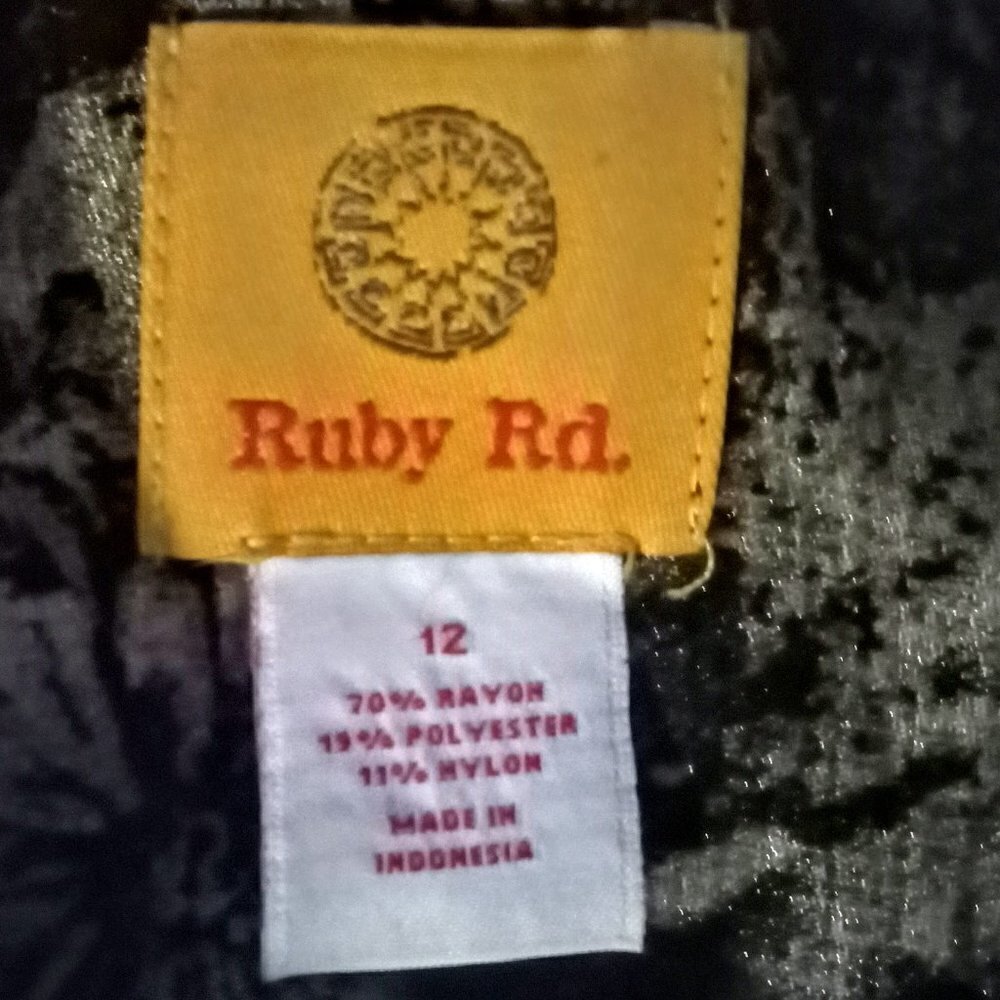 Ruby Rd.
12
70% RAYON
19% POLYESTER
11% NYLON
MADE IN
INDONESIA